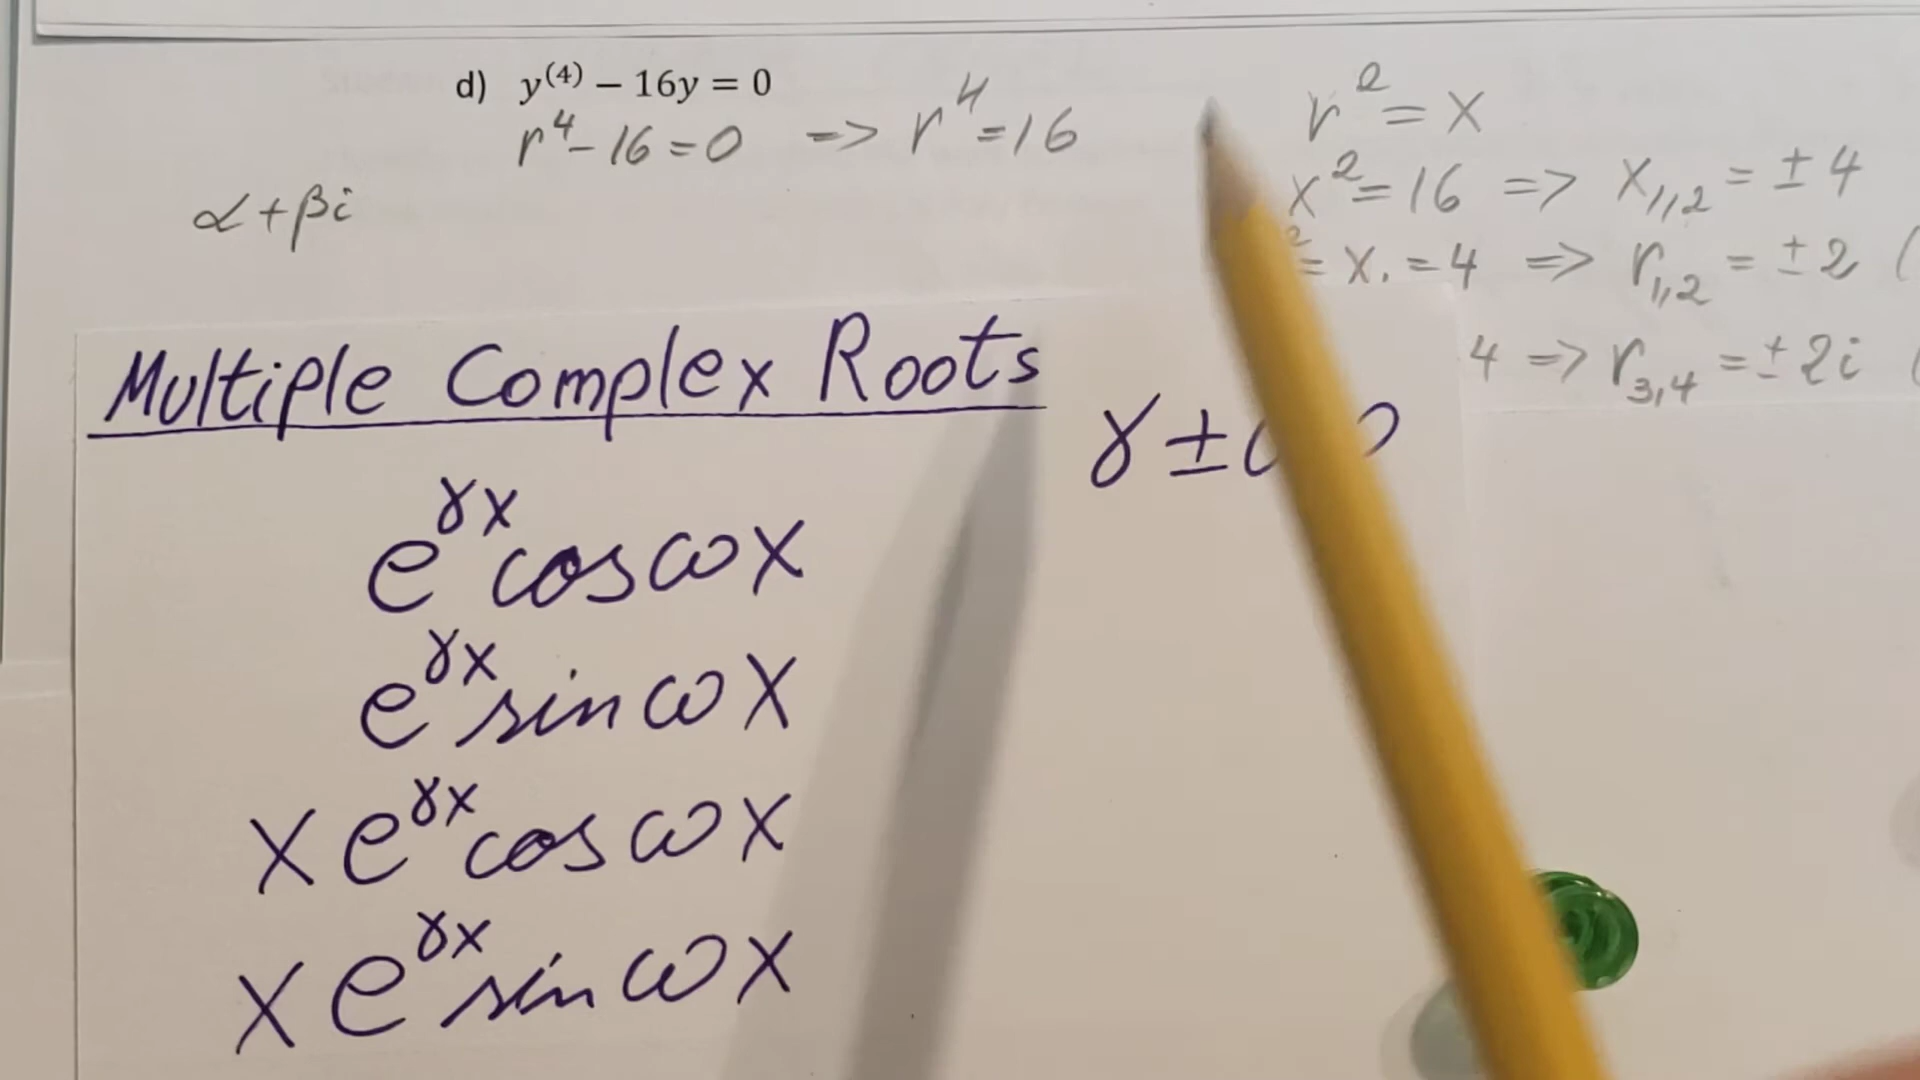 d) y⁽⁴⁾ − 16y = 0
r⁴ − 16 = 0 => r⁴ = 16
r² = x
x² = 16 => x₁,₂ = ± 4
= x. = 4 => r₁,₂ = ± 2 (
4 => r₃,₄ = ± 2i (
α + βi
Multiple Complex Roots
γ ±
e^γx cos ωx
e^γx sin ωx
x e^γx cos ωx
x e^γx sin ωx